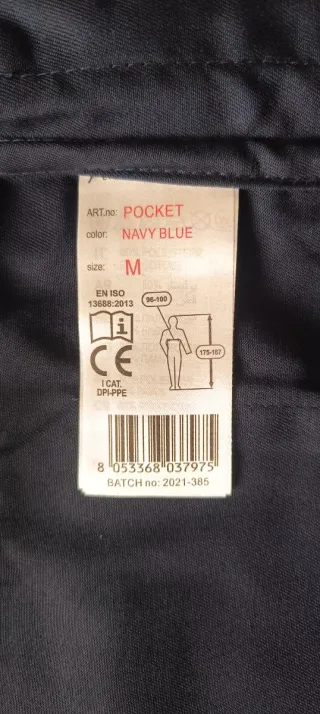 ART.no: POCKET
color: NAVY BLUE
size: M
EN ISO
13688:2013
96-100
175-187
CE
I CAT.
DPI-PPE
8 053368 037975
BATCH no: 2021-385